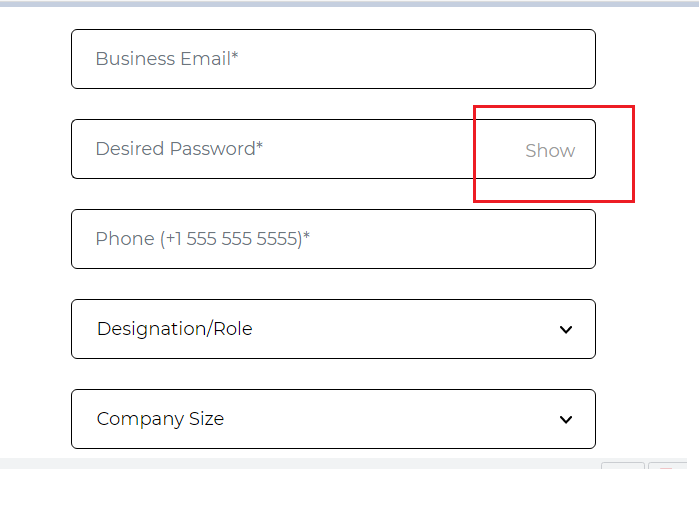 Business Email*
Desired Password*
Show
Phone (+1 555 555 5555)*
Designation/Role
Company Size